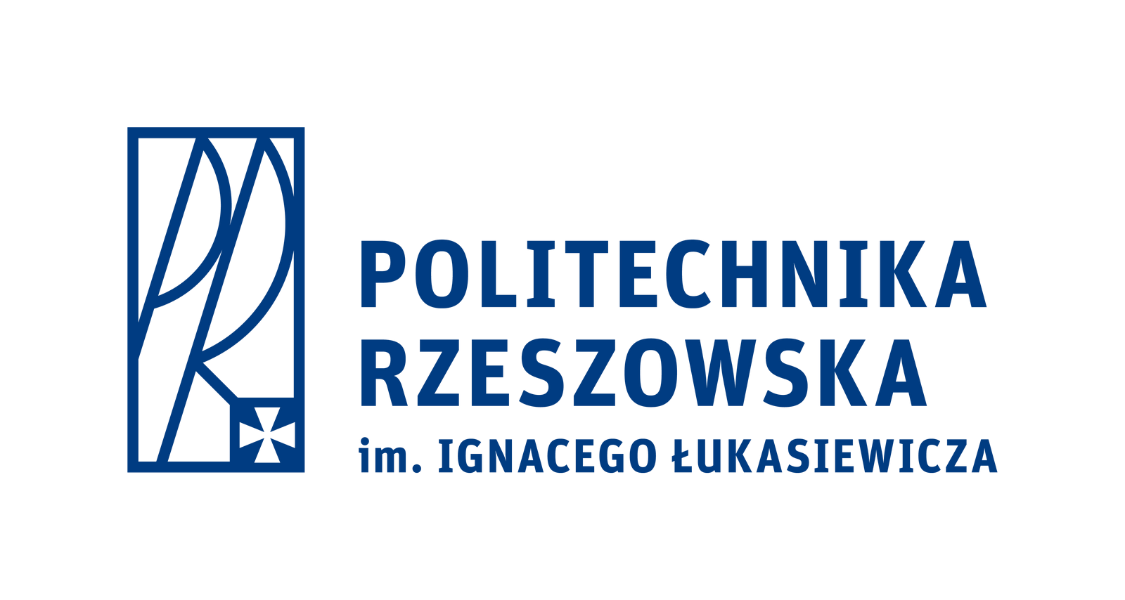 POLITECHNIKA
RZESZOWSKA
im. IGNACEGO ŁUKASIEWICZA